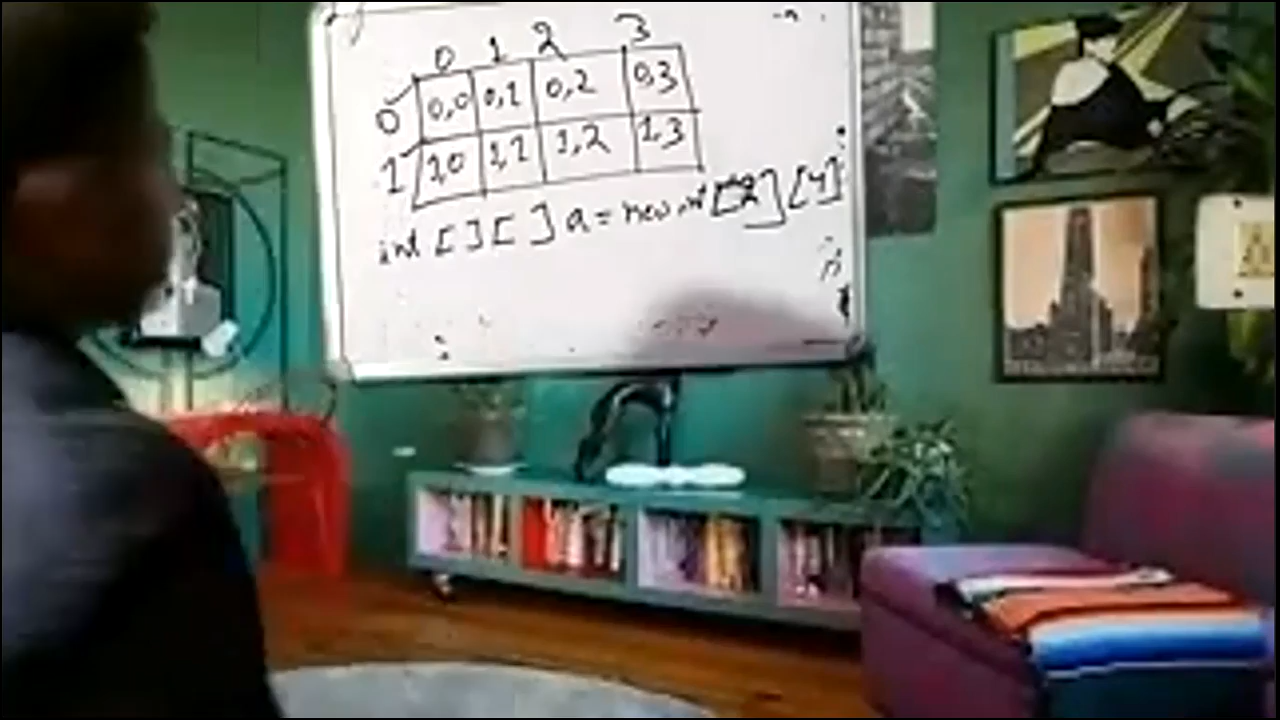 0 1 2 3
0 0,0 0,1 0,2 0,3
1 1,0 1,1 1,2 1,3
int [ ] [ ] a = new int [2] [4]